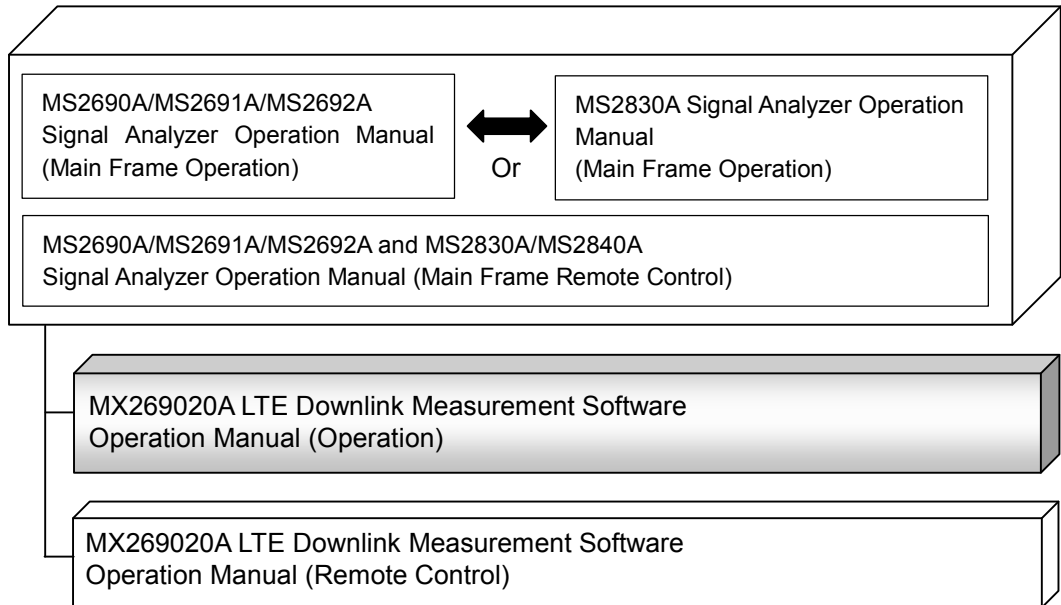 MS2690A/MS2691A/MS2692A
Signal Analyzer Operation Manual
(Main Frame Operation)
Or
MS2830A Signal Analyzer Operation
Manual
(Main Frame Operation)
MS2690A/MS2691A/MS2692A and MS2830A/MS2840A
Signal Analyzer Operation Manual (Main Frame Remote Control)
MX269020A LTE Downlink Measurement Software
Operation Manual (Operation)
MX269020A LTE Downlink Measurement Software
Operation Manual (Remote Control)